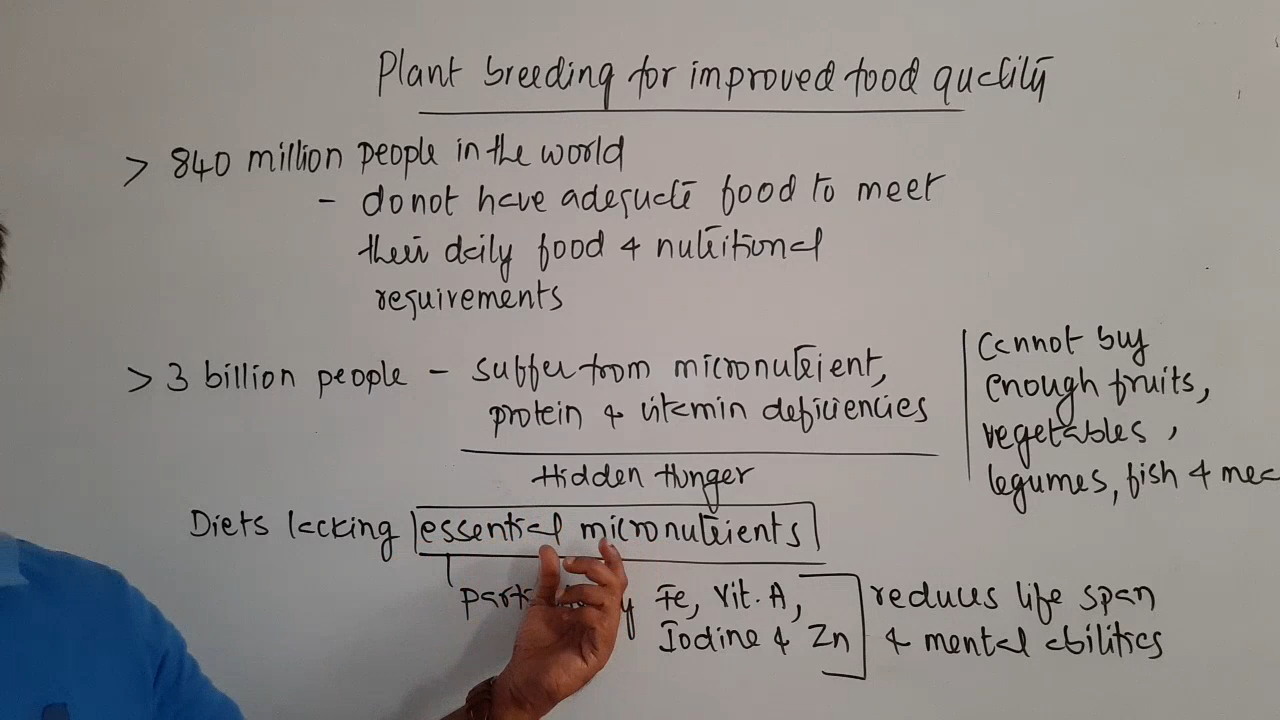 Plant breeding for improved food quality
> 840 million people in the world
- do not have adequate food to meet
their daily food & nutritional
requirements
> 3 billion people - suffer from micronutrient,
protein & vitamin deficiencies
Hidden Hunger
cannot buy
enough fruits,
vegetables,
legumes, fish &
Diets lacking essential micronutrients
Fe, Vit. A,
Iodine & Zn
reduces life span
& mental abilities